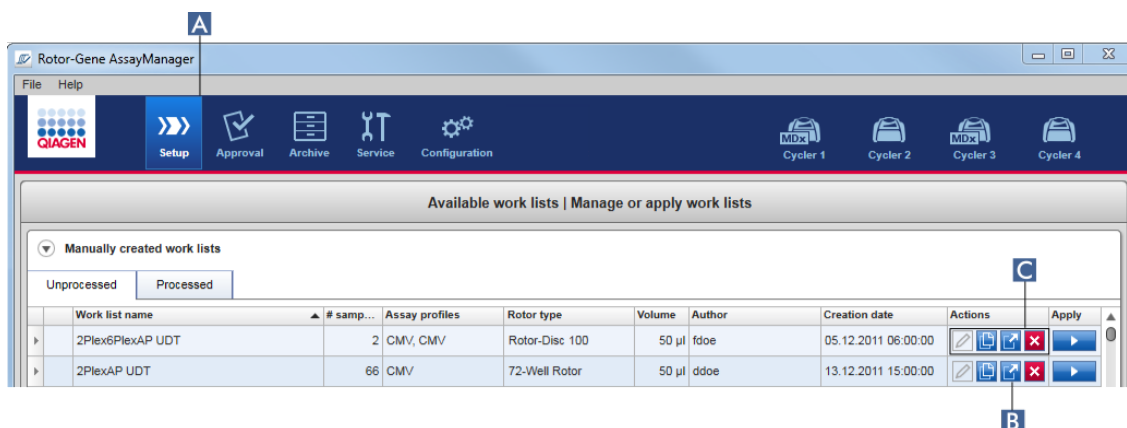 A
Rotor-Gene AssayManager
File Help
QIAGEN
Setup Approval Archive Service Configuration MDx Cycler 1 Cycler 2 MDx Cycler 3 Cycler 4
Available work lists | Manage or apply work lists
Manually created work lists
C
Unprocessed Processed
Work list name # samp... Assay profiles Rotor type Volume Author Creation date Actions Apply
2Plex6PlexAP UDT 2 CMV, CMV Rotor-Disc 100 50 µl fdoe 05.12.2011 06:00:00
2PlexAP UDT 66 CMV 72-Well Rotor 50 µl ddoe 13.12.2011 15:00:00
B